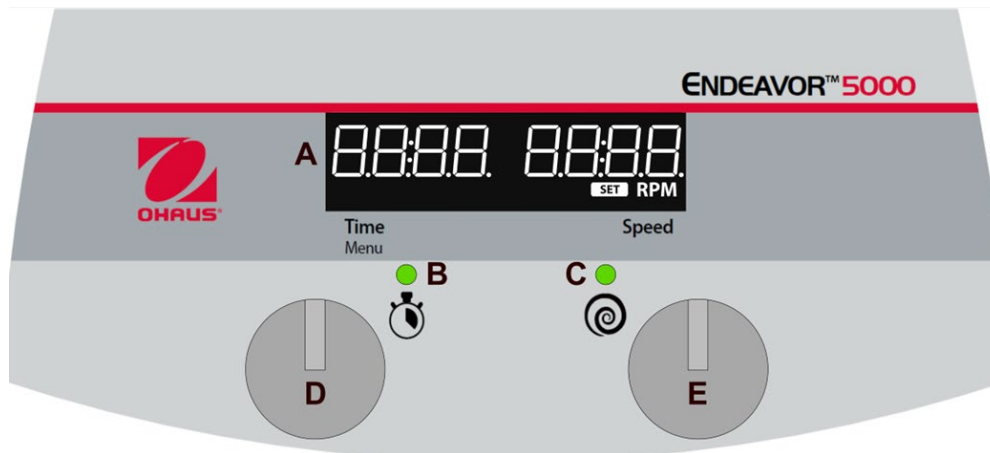 ENDEAVOR™5000
A 88:88 88:88
SET RPM
OHAUS®
Time Speed
Menu
B C
D E